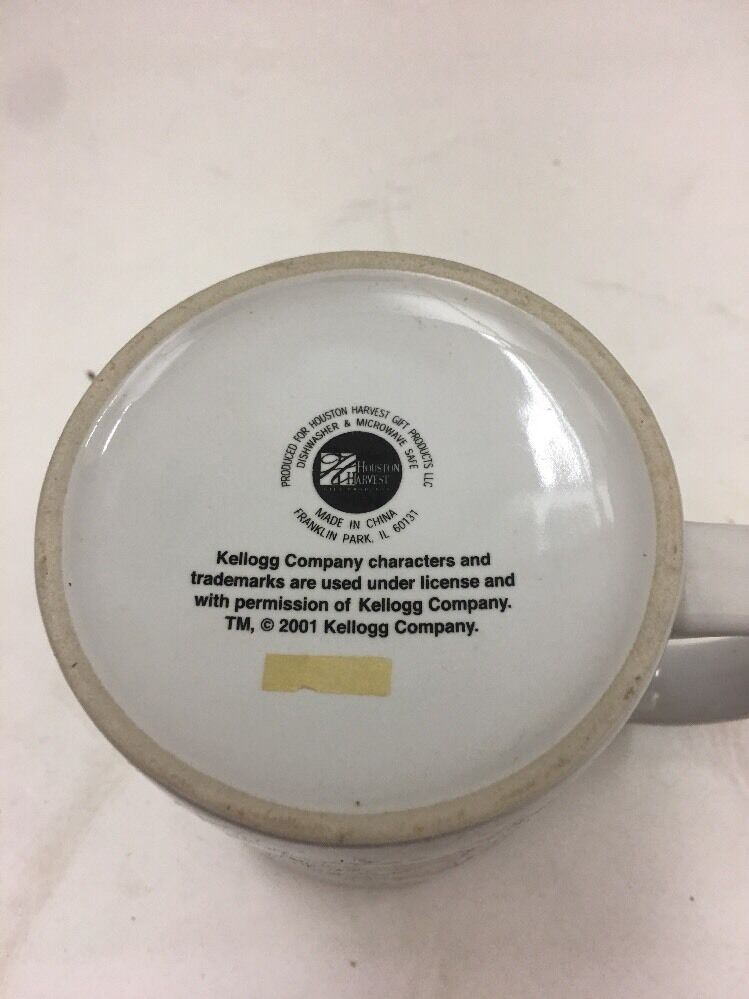 PRODUCED FOR HOUSTON HARVEST GIFT PRODUCTS LLC
DISHWASHER & MICROWAVE SAFE
HOUSTON
HARVEST
GIFT PRODUCTS
MADE IN CHINA
FRANKLIN PARK, IL 60131
Kellogg Company characters and
trademarks are used under license and
with permission of Kellogg Company.
TM, © 2001 Kellogg Company.